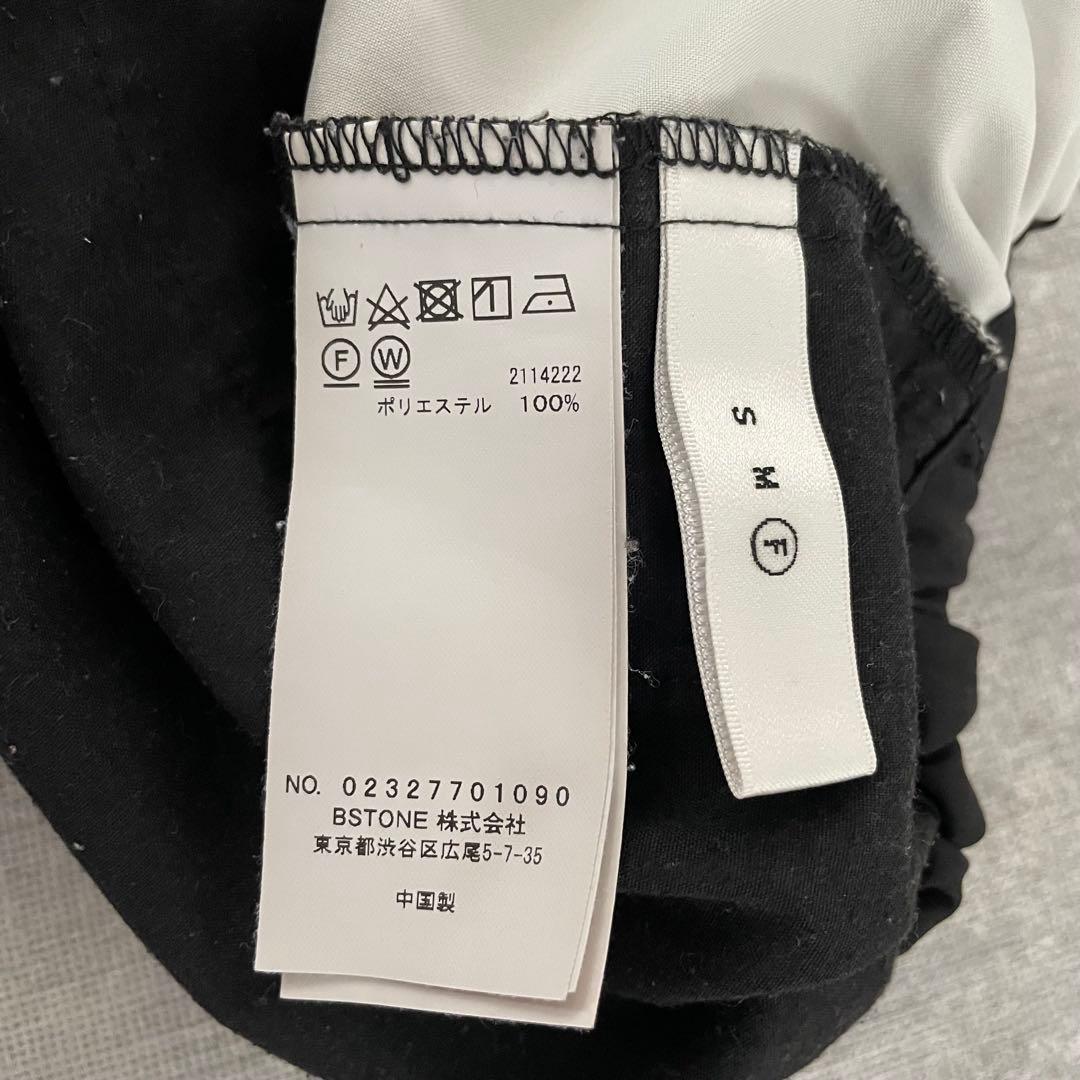 F W
2114222
ポリエステル 100%
NO. 02327701090
BSTONE 株式会社
東京都渋谷区広尾5-7-35
中国製
S M F